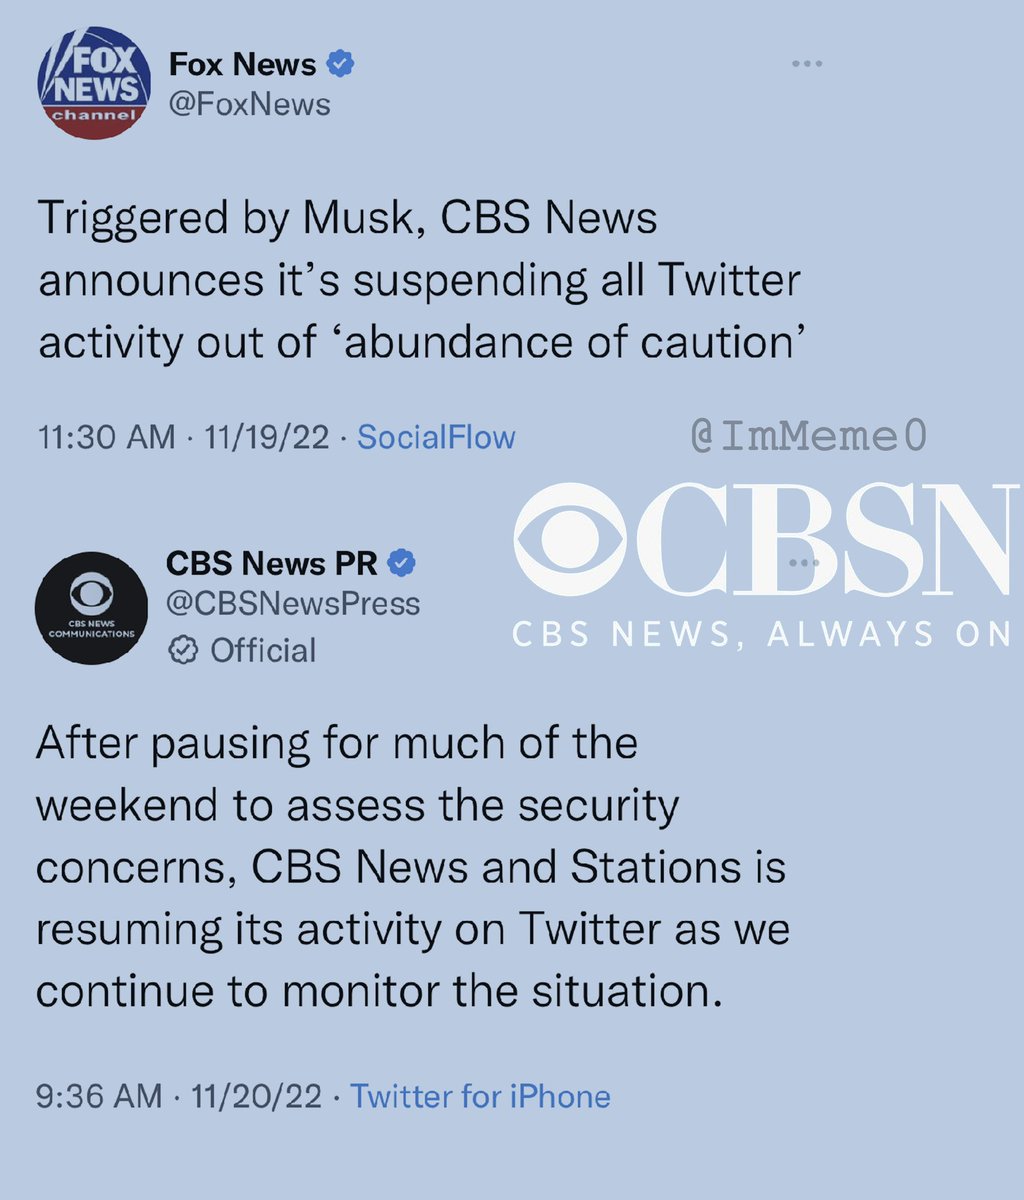 FOX
NEWS
channel
Fox News
@FoxNews
Triggered by Musk, CBS News
announces it’s suspending all Twitter
activity out of ‘abundance of caution’
11:30 AM · 11/19/22 · SocialFlow
@ImMeme0
CBSN
CBS NEWS, ALWAYS ON
CBS NEWS
COMMUNICATIONS
CBS News PR
@CBSNewsPress
Official
After pausing for much of the
weekend to assess the security
concerns, CBS News and Stations is
resuming its activity on Twitter as we
continue to monitor the situation.
9:36 AM · 11/20/22 · Twitter for iPhone